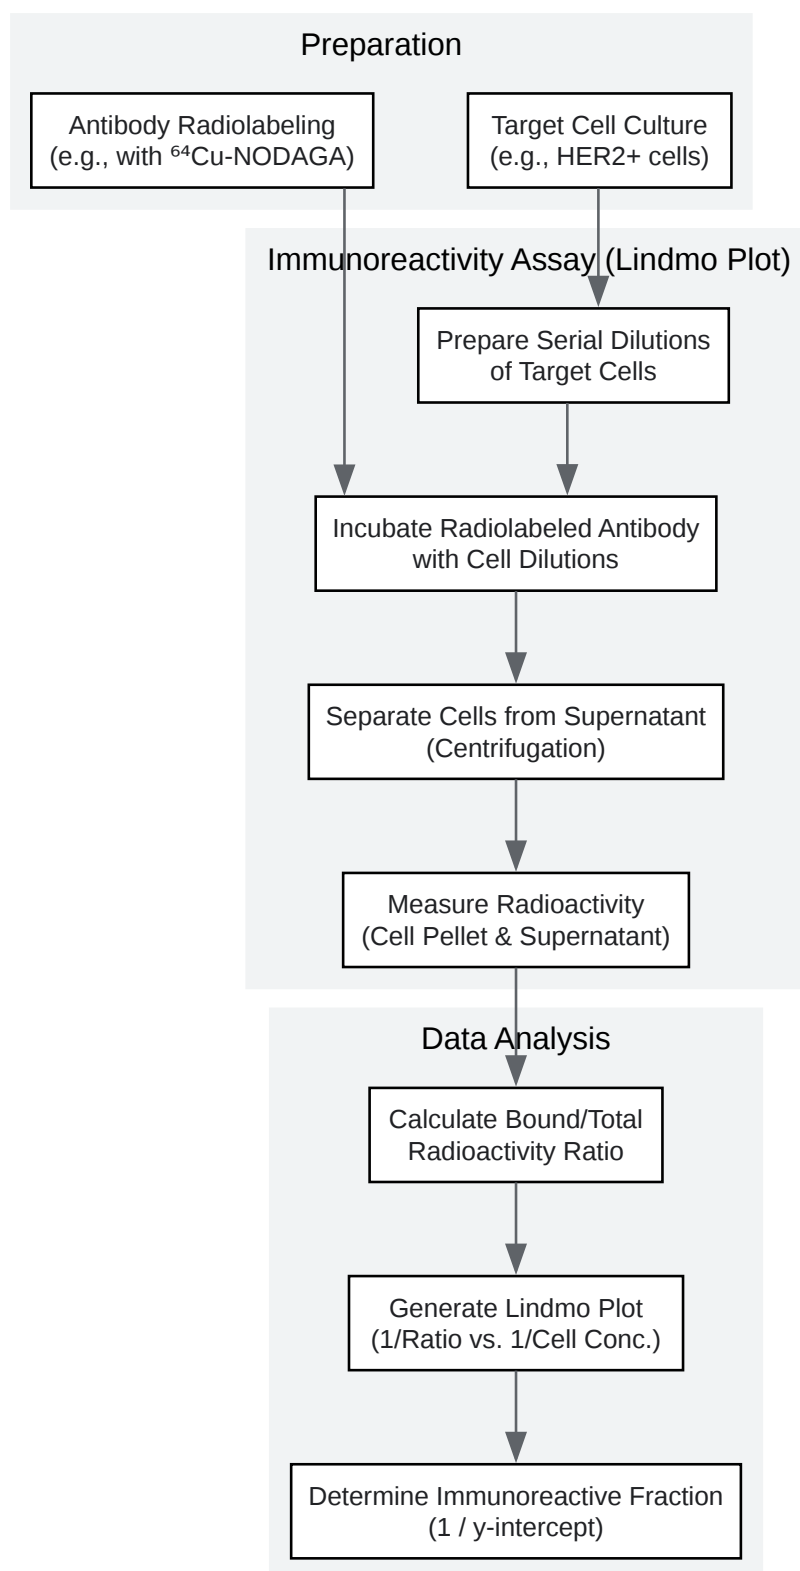 Preparation
Antibody Radiolabeling
(e.g., with ⁶⁴Cu-NODAGA)
Target Cell Culture
(e.g., HER2+ cells)
Immunoreactivity Assay (Lindmo Plot)
Prepare Serial Dilutions
of Target Cells
Incubate Radiolabeled Antibody
with Cell Dilutions
Separate Cells from Supernatant
(Centrifugation)
Measure Radioactivity
(Cell Pellet & Supernatant)
Data Analysis
Calculate Bound/Total
Radioactivity Ratio
Generate Lindmo Plot
(1/Ratio vs. 1/Cell Conc.)
Determine Immunoreactive Fraction
(1 / y-intercept)